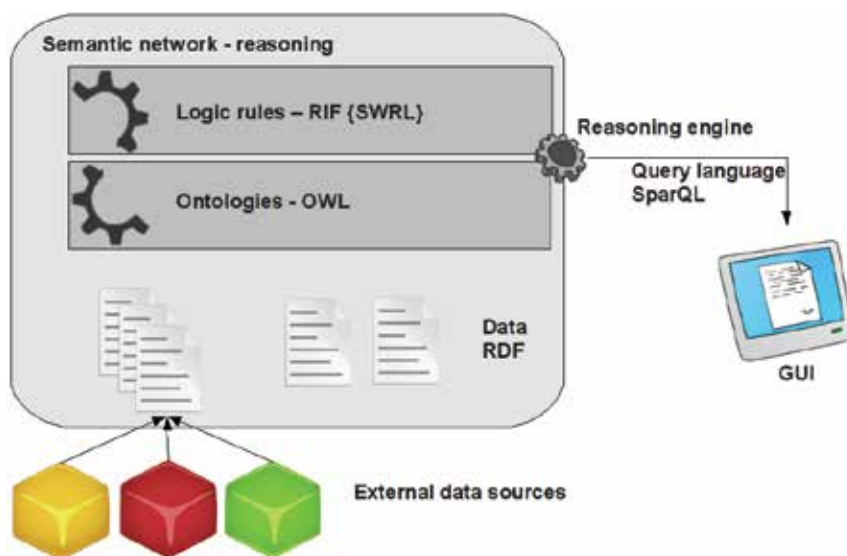 Semantic network - reasoning
Logic rules – RIF {SWRL}
Reasoning engine
Query language
SparQL
Ontologies - OWL
Data
RDF
GUI
External data sources